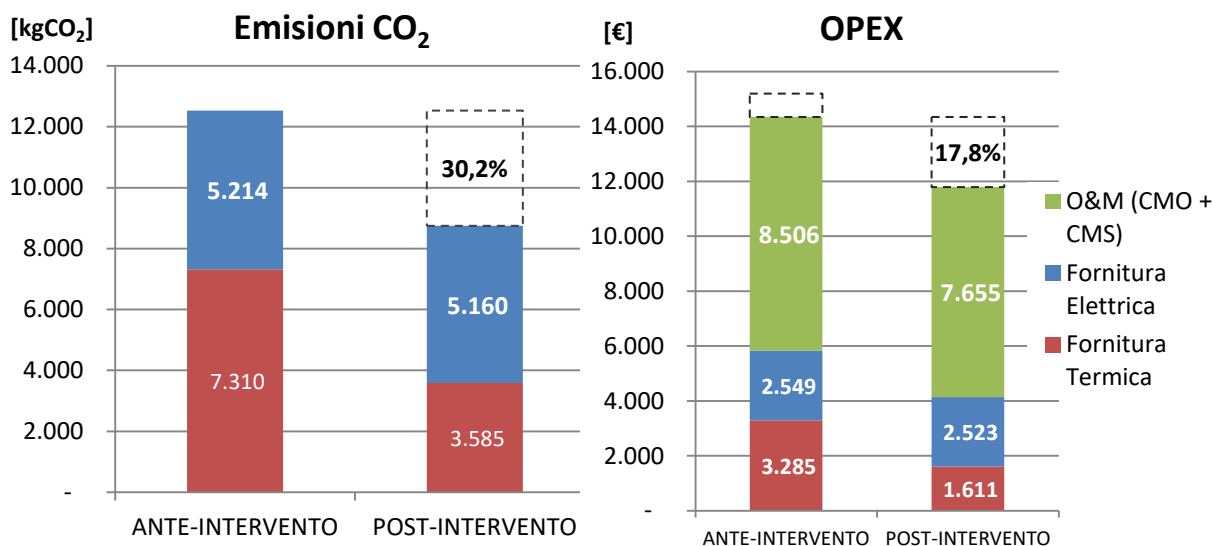 [kgCO₂]
Emisioni CO₂
14.000
12.000
10.000
8.000
6.000
4.000
2.000
-
5.214
7.310
30,2%
5.160
3.585
ANTE-INTERVENTO
POST-INTERVENTO
[€]
OPEX
16.000
14.000
12.000
10.000
8.000
6.000
4.000
2.000
-
8.506
2.549
3.285
17,8%
7.655
2.523
1.611
ANTE-INTERVENTO
POST-INTERVENTO
O&M (CMO +
CMS)
Fornitura
Elettrica
Fornitura
Termica